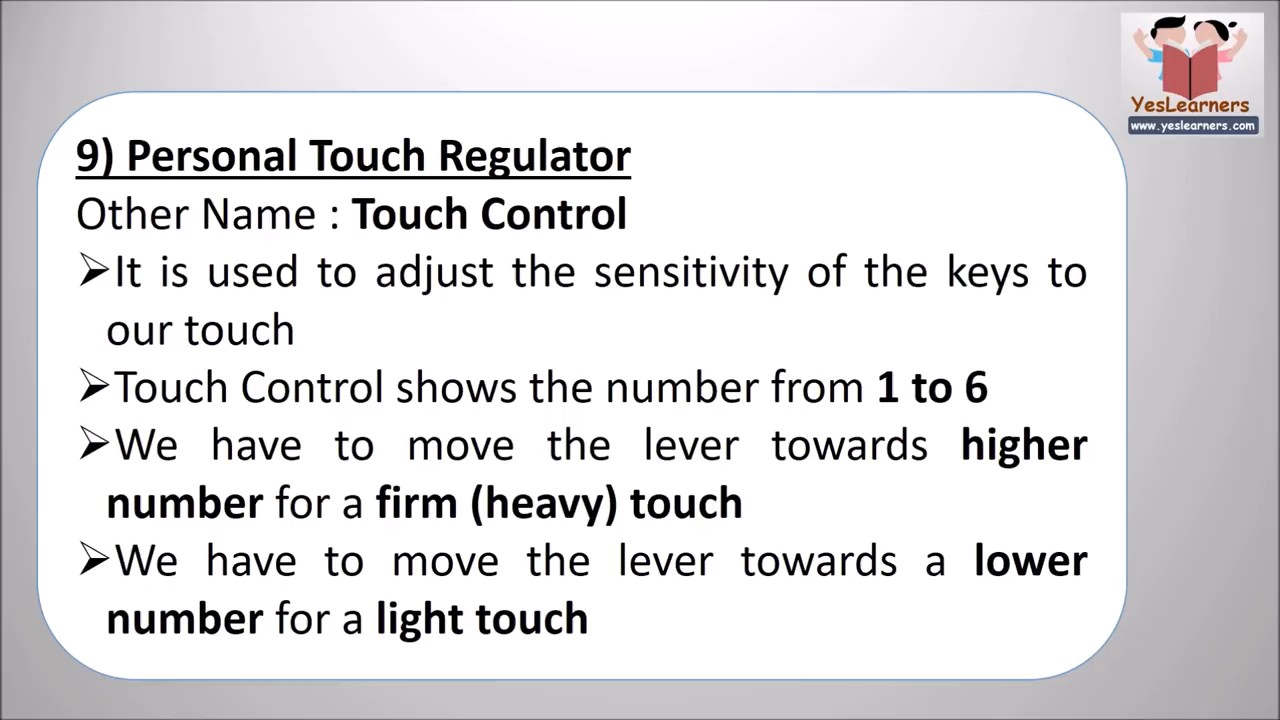 YesLearners
www.yeslearners.com
9) Personal Touch Regulator
Other Name : Touch Control
➢It is used to adjust the sensitivity of the keys to
our touch
➢Touch Control shows the number from 1 to 6
➢We have to move the lever towards higher
number for a firm (heavy) touch
➢We have to move the lever towards a lower
number for a light touch